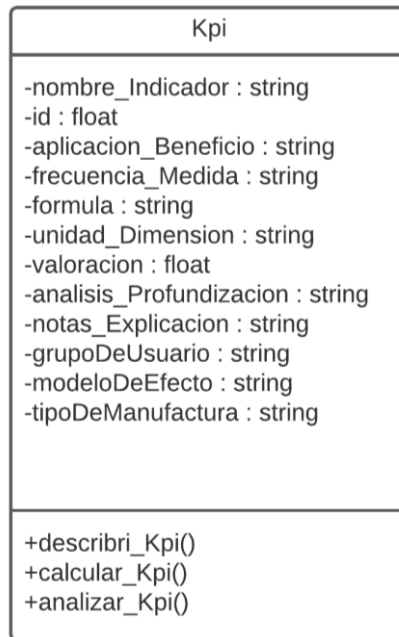 Kpi
-nombre_Indicador : string
-id : float
-aplicacion_Beneficio : string
-frecuencia_Medida : string
-formula : string
-unidad_Dimension : string
-valoracion : float
-analisis_Profundizacion : string
-notas_Explicacion : string
-grupoDeUsuario : string
-modeloDeEfecto : string
-tipoDeManufactura : string
+describri_Kpi()
+calcular_Kpi()
+analizar_Kpi()